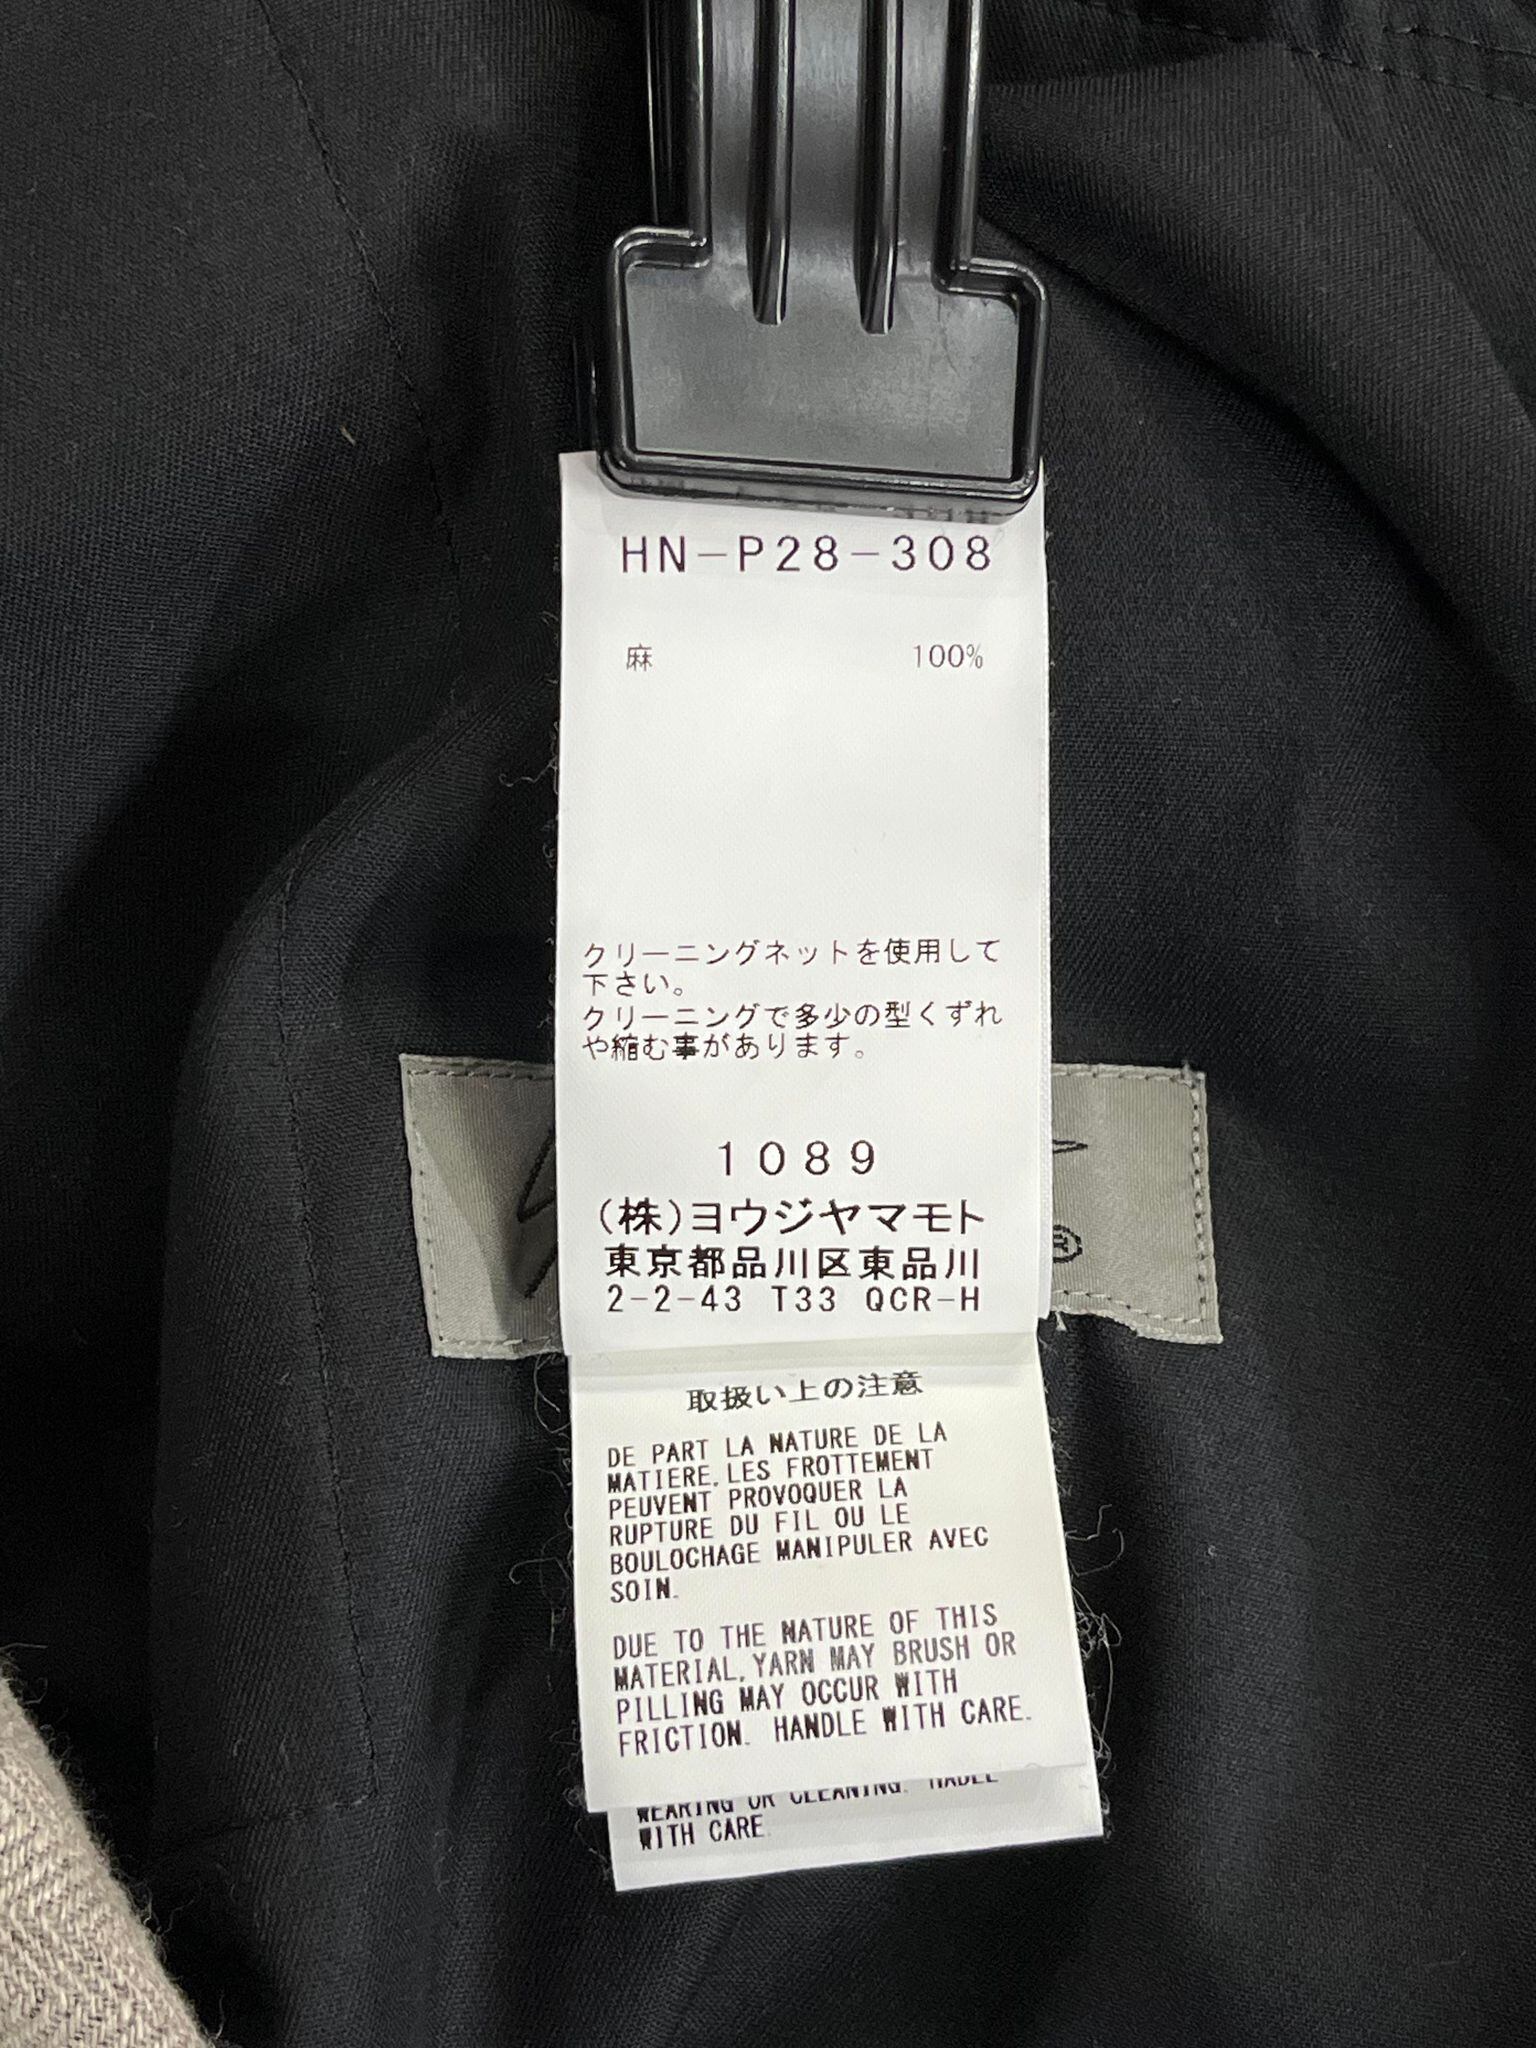 HN-P28-308
麻 100%
クリーニングネットを使用して
下さい。
クリーニングで多少の型くずれ
や縮む事があります。
1089
(株)ヨウジヤマモト
東京都品川区東品川
2-2-43 T33 QCR-H
®
取扱い上の注意
DE PART LA NATURE DE LA
MATIERE, LES FROTTEMENT
PEUVENT PROVOQUER LA
RUPTURE DU FIL OU LE
BOULOCHAGE MANIPULER AVEC
SOIN.
DUE TO THE NATURE OF THIS
MATERIAL, YARN MAY BRUSH OR
PILLING MAY OCCUR WITH
FRICTION. HANDLE WITH CARE.
WEARING OR CLEANING. HADLE
WITH CARE.